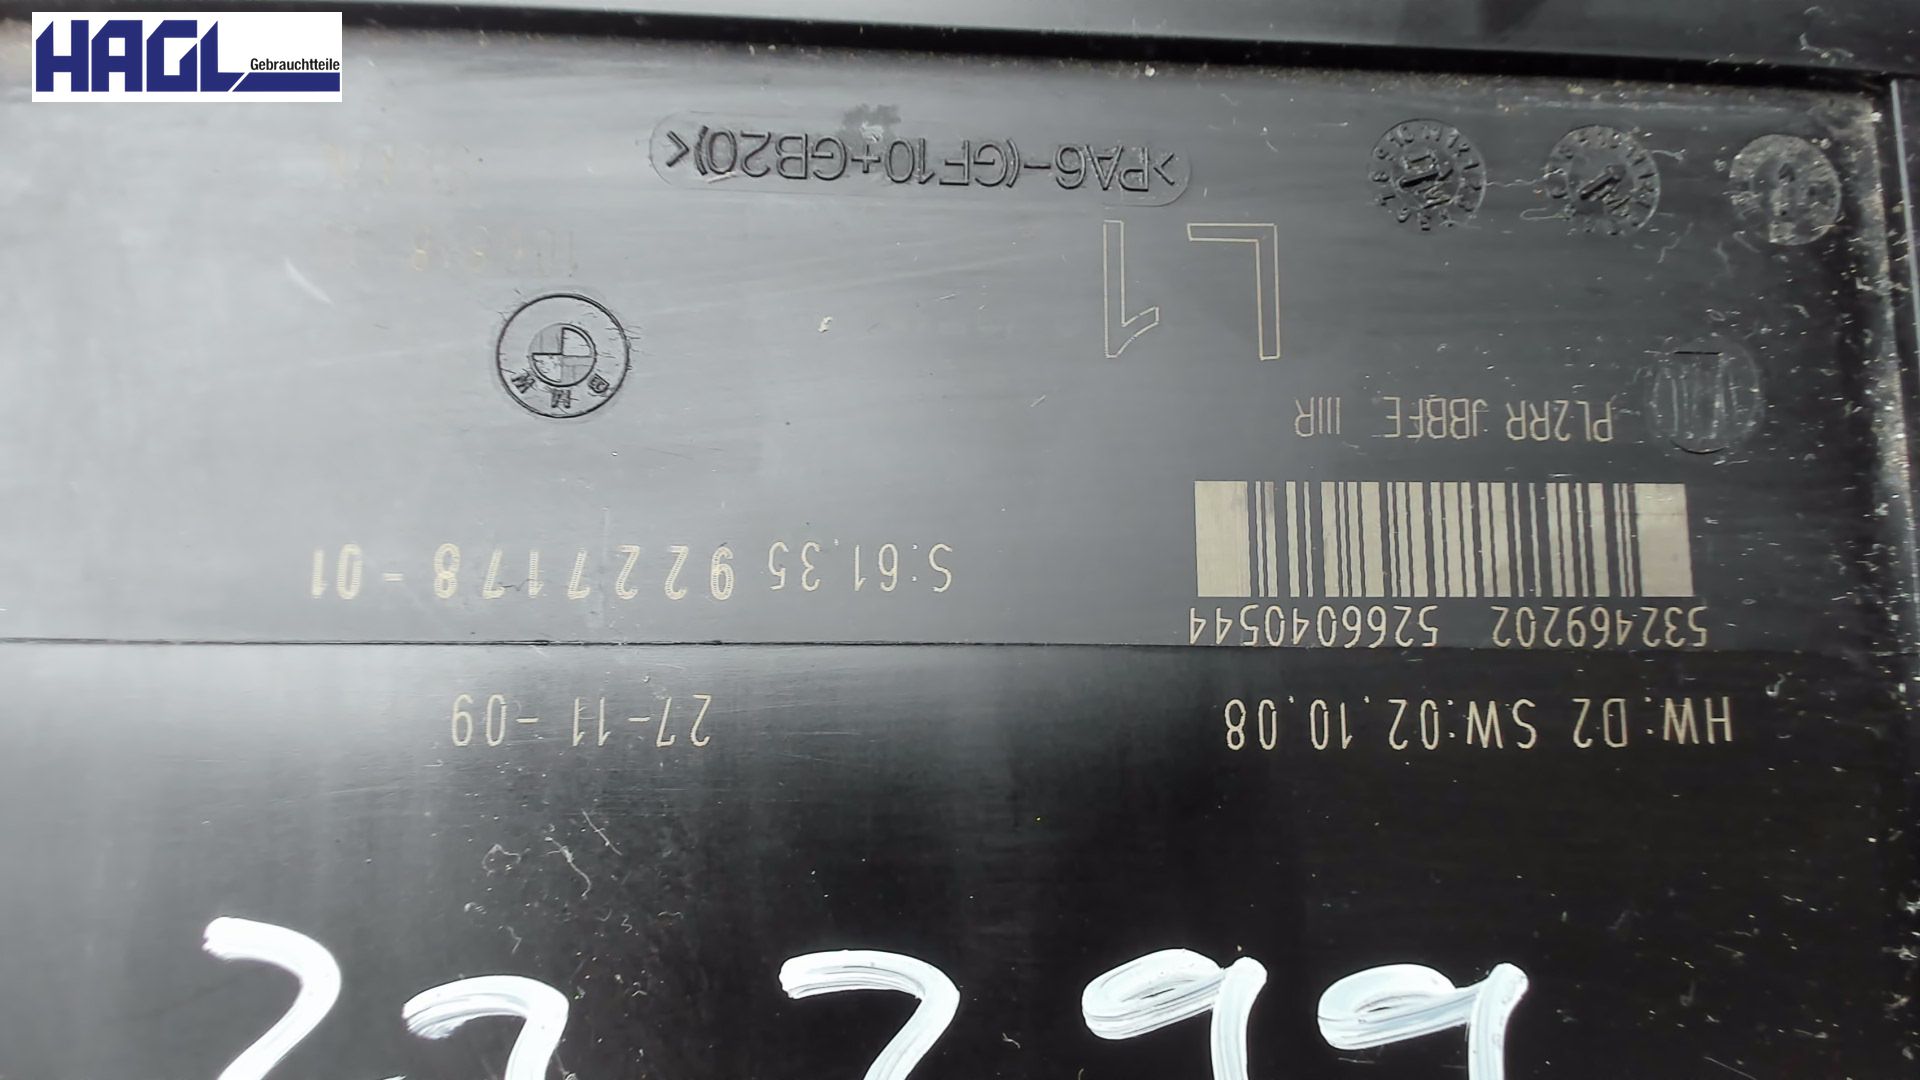 HAGL
Gebrauchtteile
HW:D2 SW:02.10.08
27-11-09
532469202 5266040544
S:61.35 9227178-01
PL2RR JBBFE IIIR
L1
BMW
>PA6-(GF10+GB20)<